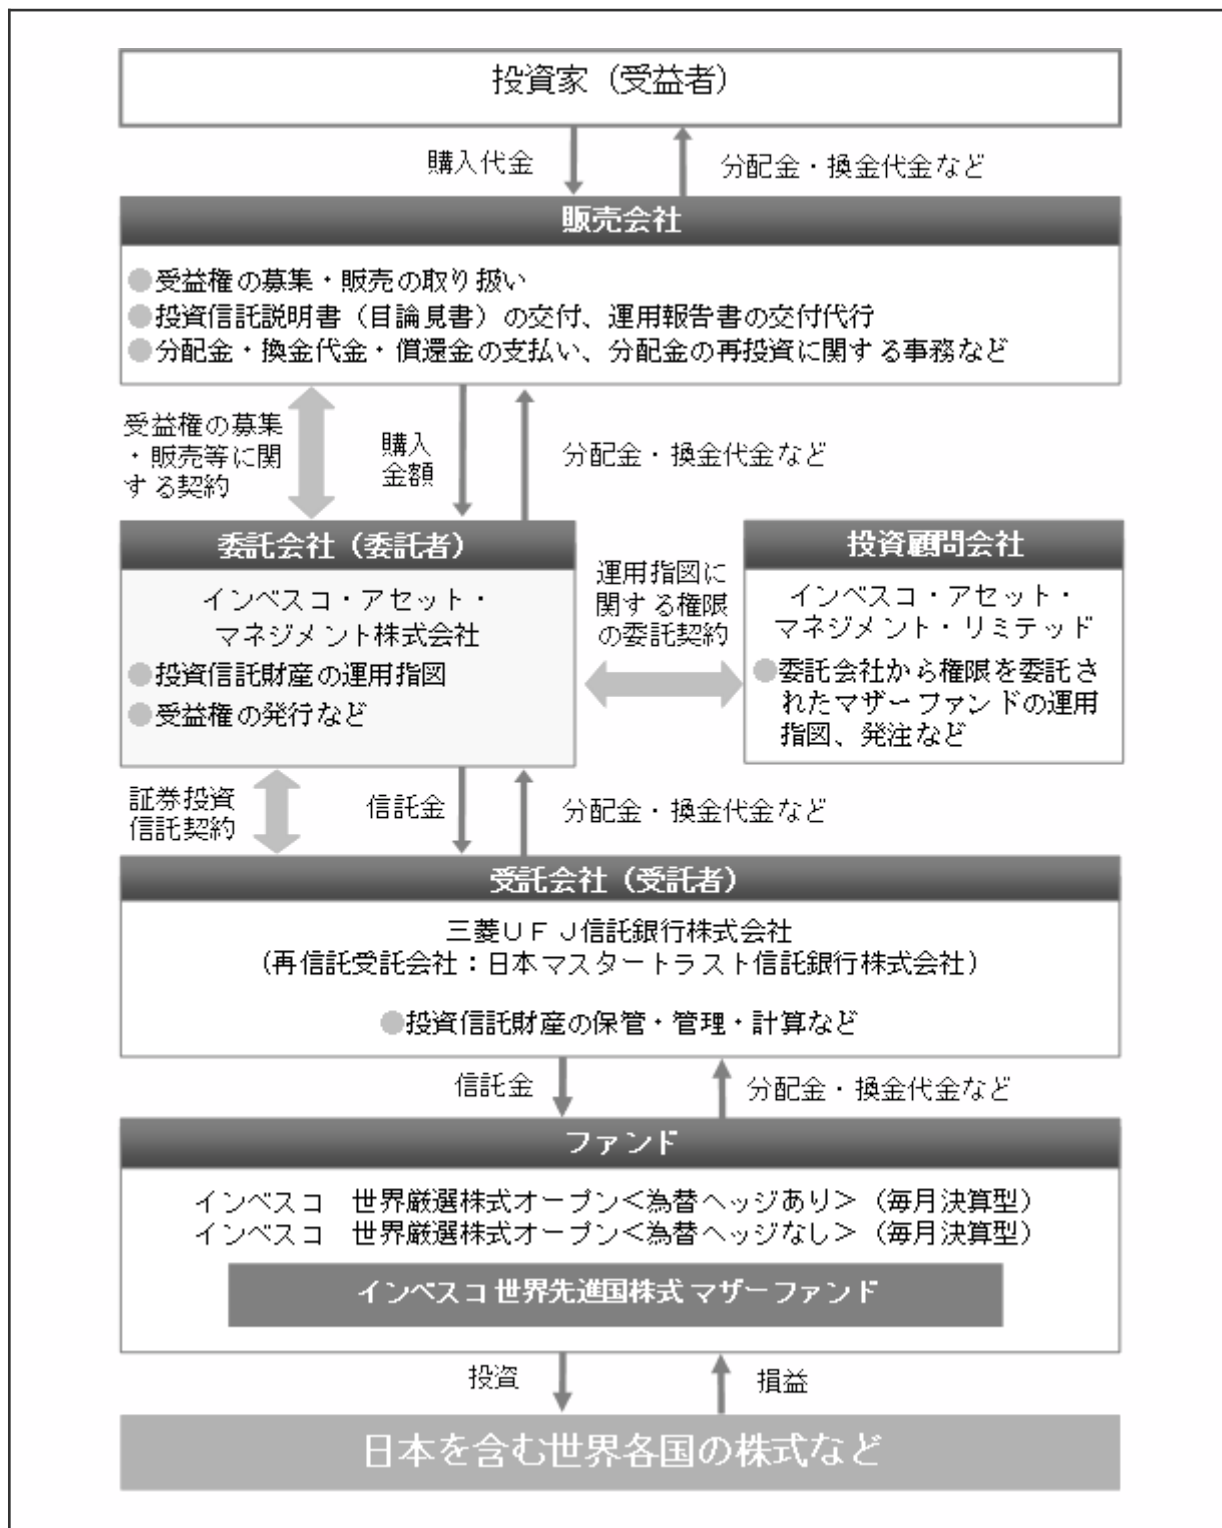 投資家（受益者）
購入代金
分配金・換金代金など
販売会社
●受益権の募集・販売の取り扱い
●投資信託説明書（目論見書）の交付、運用報告書の交付代行
●分配金・換金代金・償還金の支払い、分配金の再投資に関する事務など
受益権の募集
・販売等に関
する契約
購入
金額
分配金・換金代金など
委託会社（委託者）
インベスコ・アセット・
マネジメント株式会社
●投資信託財産の運用指図
●受益権の発行など
運用指図に
関する権限
の委託契約
投資顧問会社
インベスコ・アセット・
マネジメント・リミテッド
●委託会社から権限を委託さ
れたマザーファンドの運用
指図、発注など
証券投資
信託契約
信託金
分配金・換金代金など
受託会社（受託者）
三菱ＵＦＪ信託銀行株式会社
（再信託受託会社：日本マスタートラスト信託銀行株式会社）
●投資信託財産の保管・管理・計算など
信託金
分配金・換金代金など
ファンド
インベスコ　世界厳選株式オープン＜為替ヘッジあり＞（毎月決算型）
インベスコ　世界厳選株式オープン＜為替ヘッジなし＞（毎月決算型）
インベスコ 世界先進国株式 マザーファンド
投資
損益
日本を含む世界各国の株式など